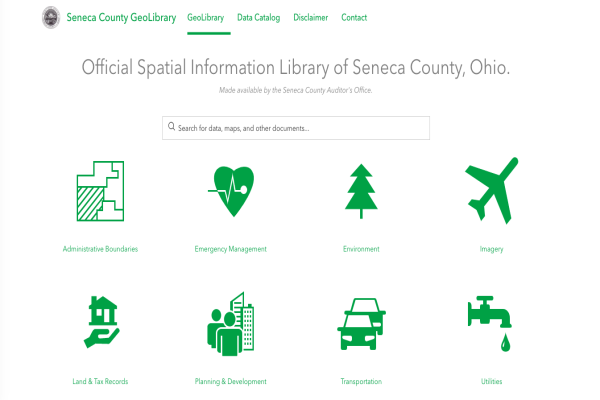 Seneca County GeoLibrary GeoLibrary Data Catalog Disclaimer Contact
Official Spatial Information Library of Seneca County, Ohio.
Made available by the Seneca County Auditor's Office.
Search for data, maps, and other documents...
Administrative Boundaries Emergency Management Environment Imagery
Land & Tax Records Planning & Development Transportation Utilities